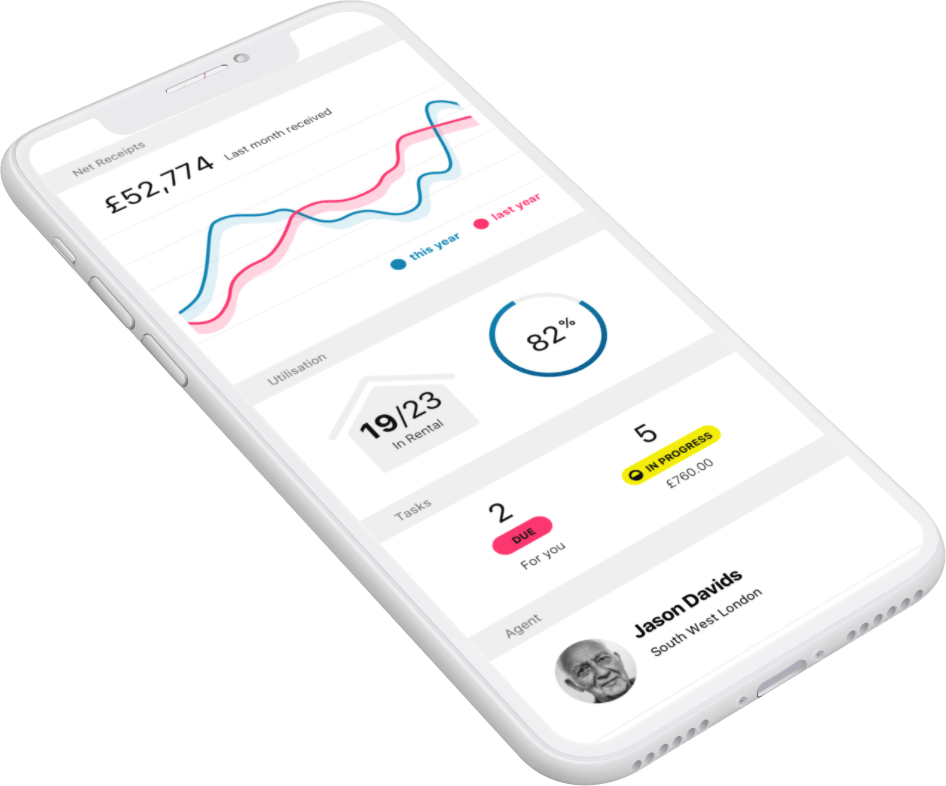 Net Receipts
£52,774 Last month received
this year
last year
Utilisation
19/23
In Rental
82%
Tasks
2
DUE
For you
5
IN PROGRESS
£760.00
Agent
Jason Davids
South West London